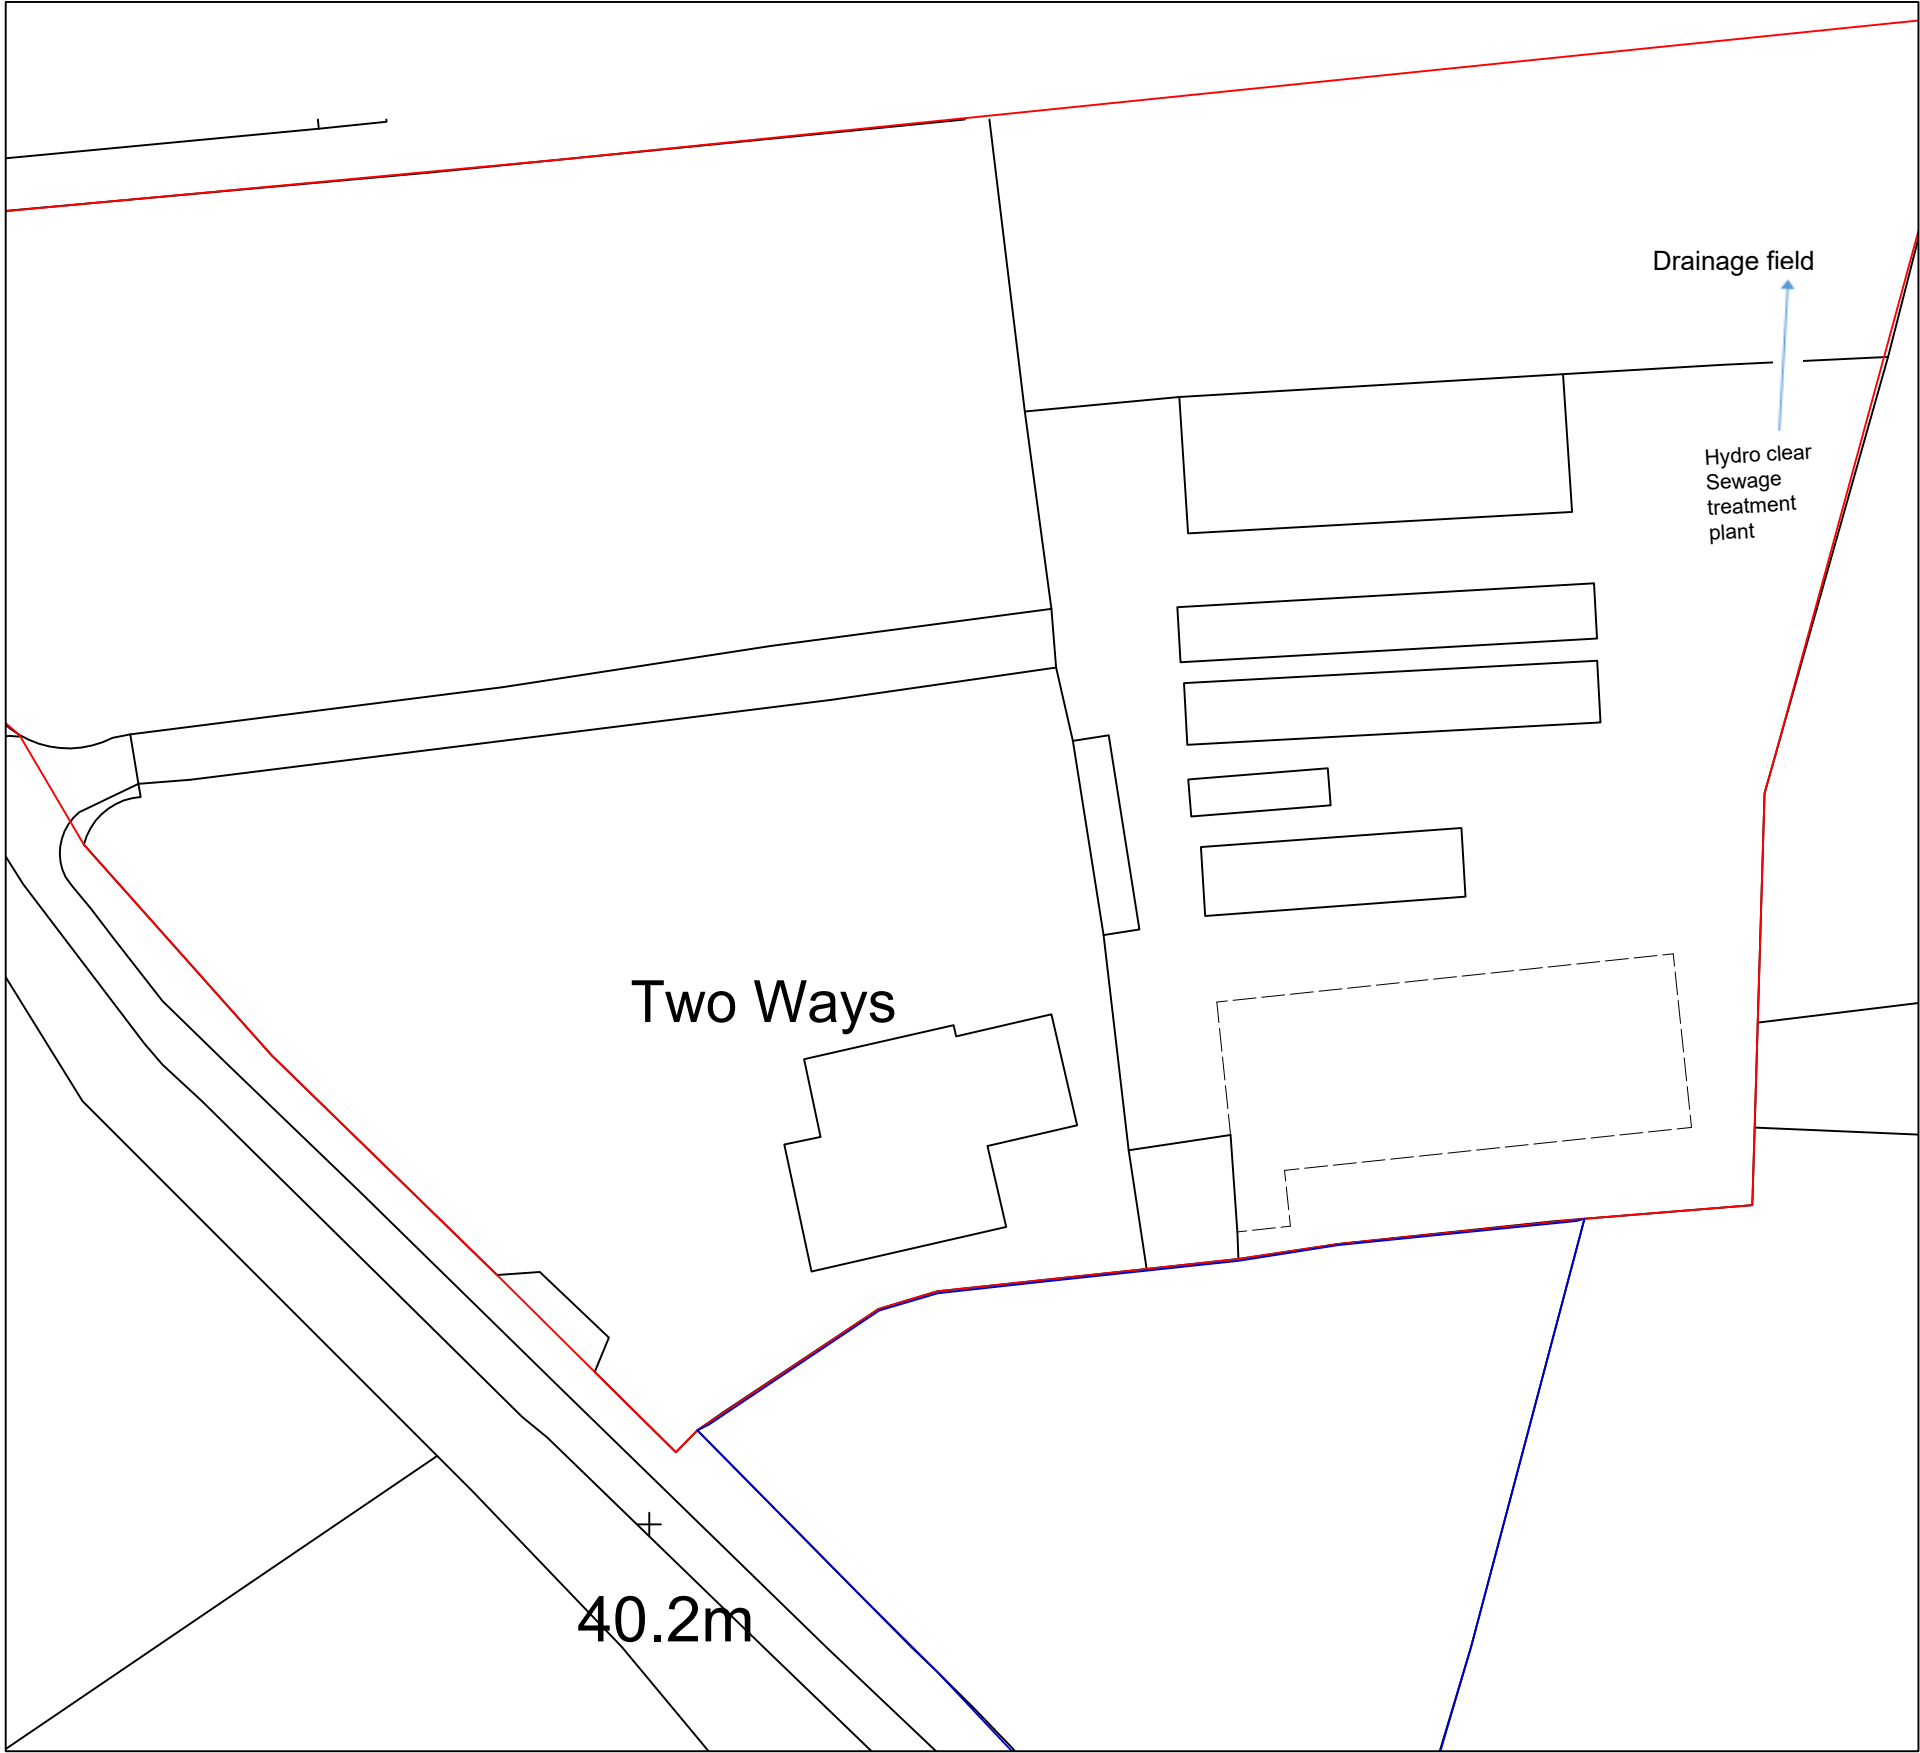 Drainage field
Hydro clear
Sewage
treatment
plant
Two Ways
40.2m